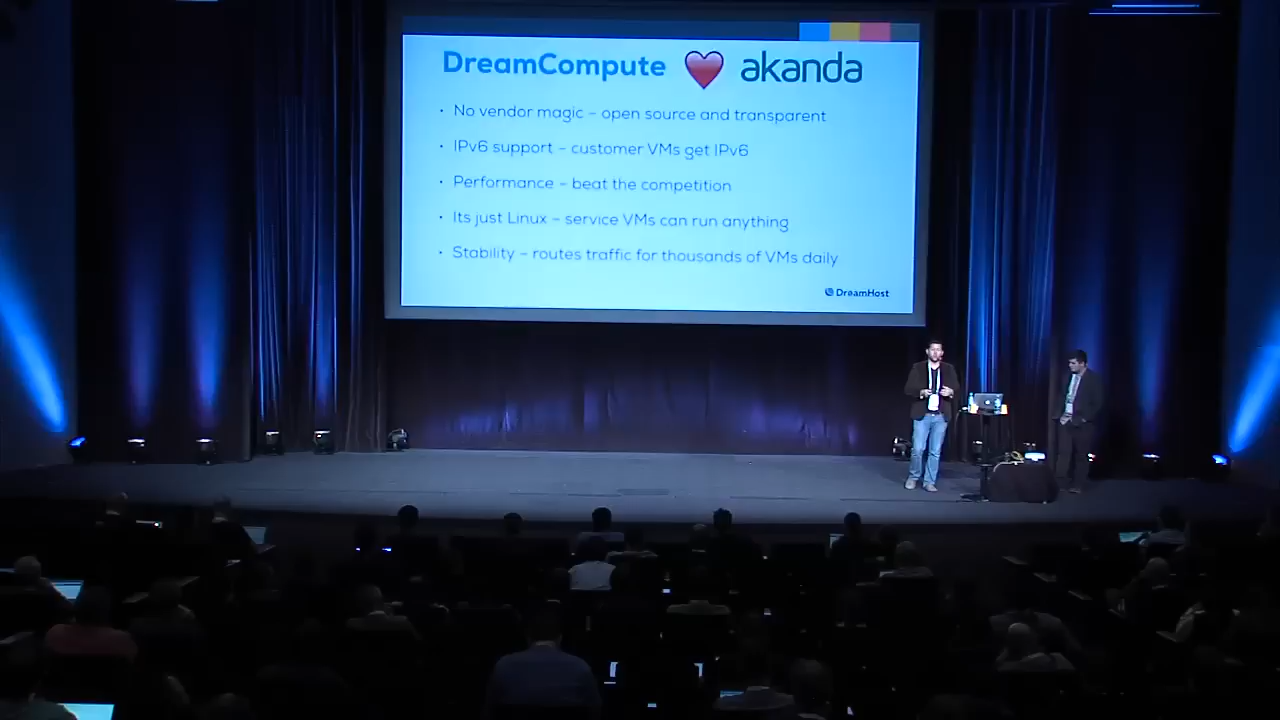 DreamCompute ❤ akanda
· No vendor magic – open source and transparent
· IPv6 support – customer VMs get IPv6
· Performance – beat the competition
· Its just Linux – service VMs can run anything
· Stability – routes traffic for thousands of VMs daily
DreamHost